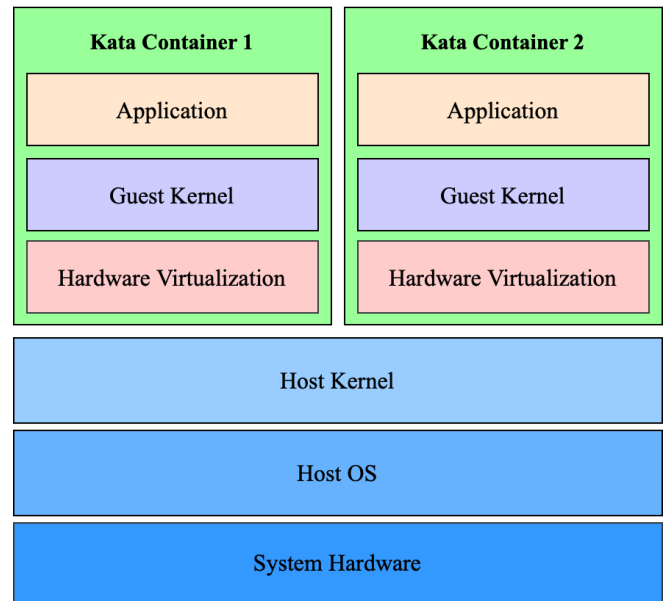 Kata Container 1
Application
Guest Kernel
Hardware Virtualization
Kata Container 2
Application
Guest Kernel
Hardware Virtualization
Host Kernel
Host OS
System Hardware